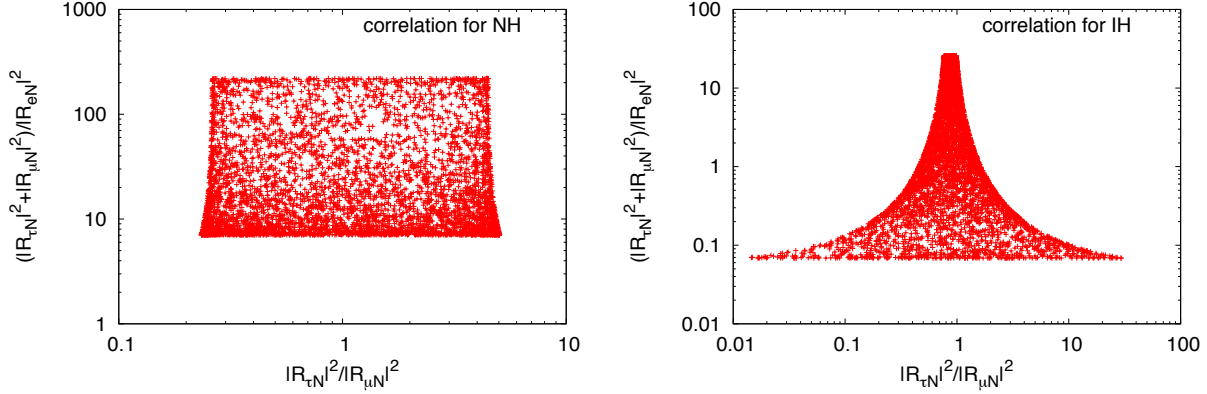 correlation for NH
(|R_τN|^2+|R_μN|^2)/|R_eN|^2
1000
100
10
1
0.1 1 10
|R_τN|^2/|R_μN|^2
correlation for IH
(|R_τN|^2+|R_μN|^2)/|R_eN|^2
100
10
1
0.1
0.01
0.01 0.1 1 10 100
|R_τN|^2/|R_μN|^2